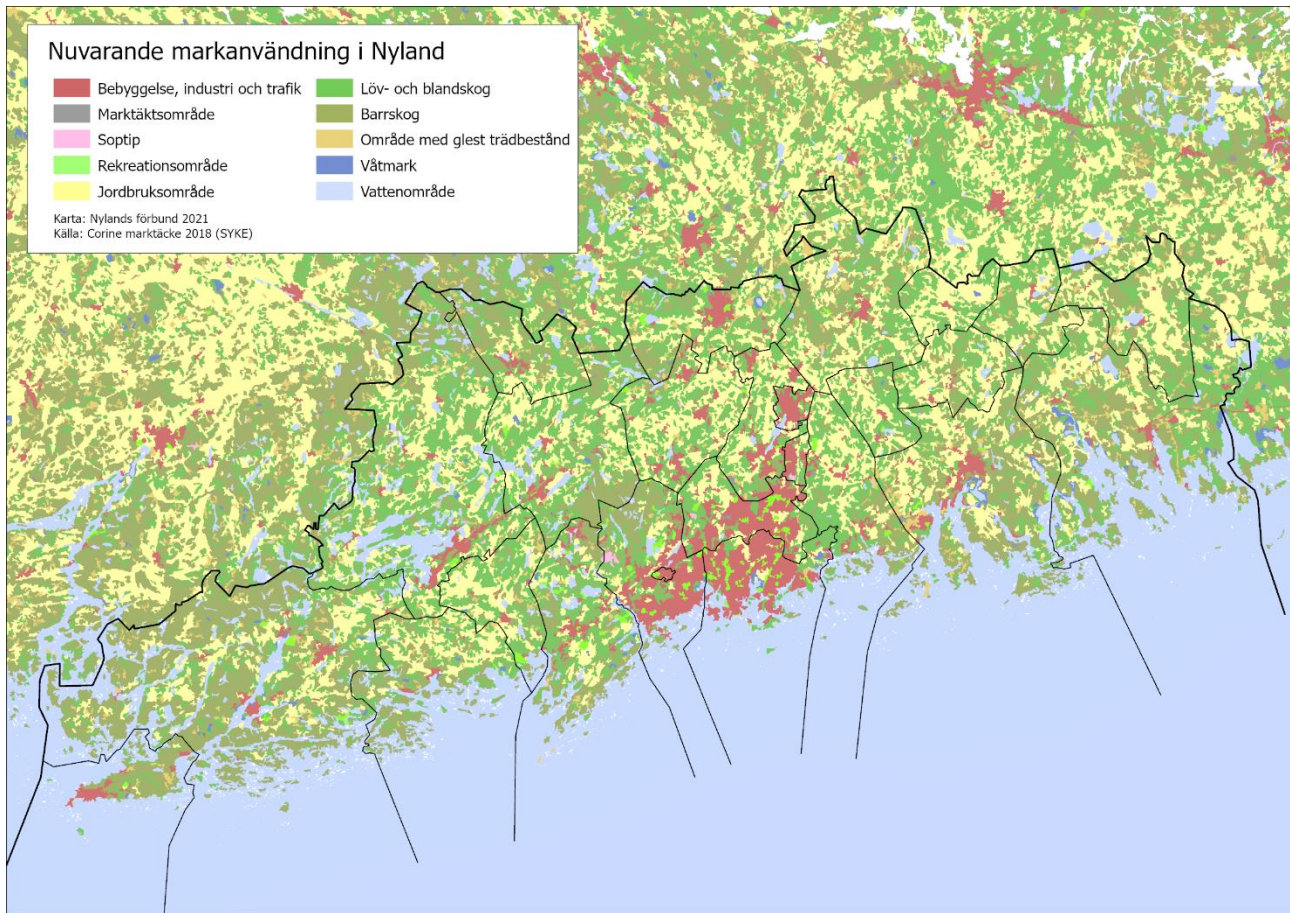 Nuvarande markanvändning i Nyland
Bebyggelse, industri och trafik
Marktäktsområde
Soptip
Rekreationsområde
Jordbruksområde
Löv- och blandskog
Barrskog
Område med glest trädbestånd
Våtmark
Vattenområde
Karta: Nylands förbund 2021
Källa: Corine marktäcke 2018 (SYKE)